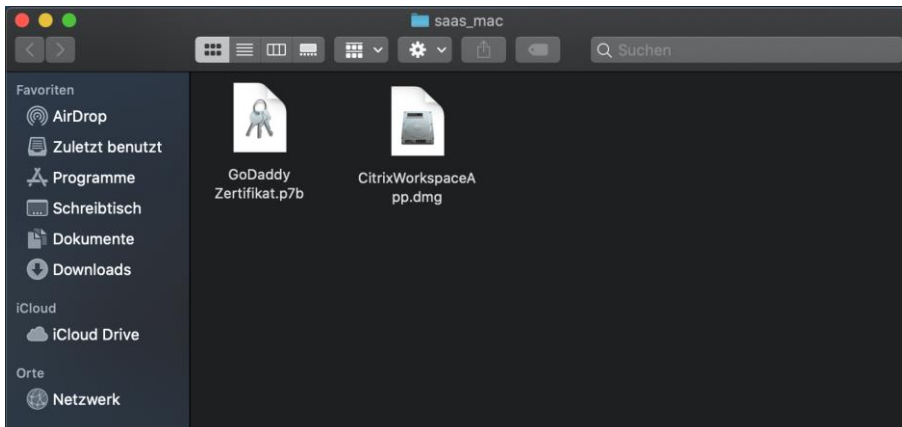 saas_mac
Suchen
Favoriten
AirDrop
Zuletzt benutzt
Programme
Schreibtisch
Dokumente
Downloads
iCloud
iCloud Drive
Orte
Netzwerk
GoDaddy
Zertifikat.p7b
CitrixWorkspaceA
pp.dmg